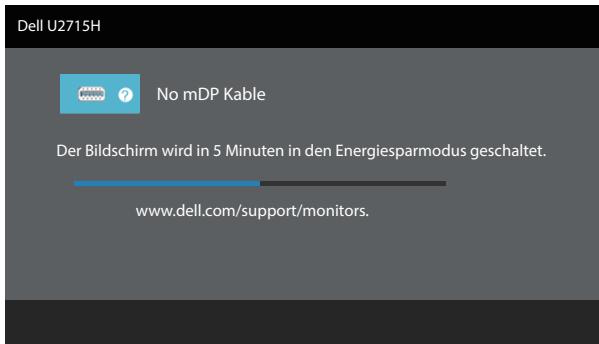 Dell U2715H
No mDP Kable
Der Bildschirm wird in 5 Minuten in den Energiesparmodus geschaltet.
www.dell.com/support/monitors.